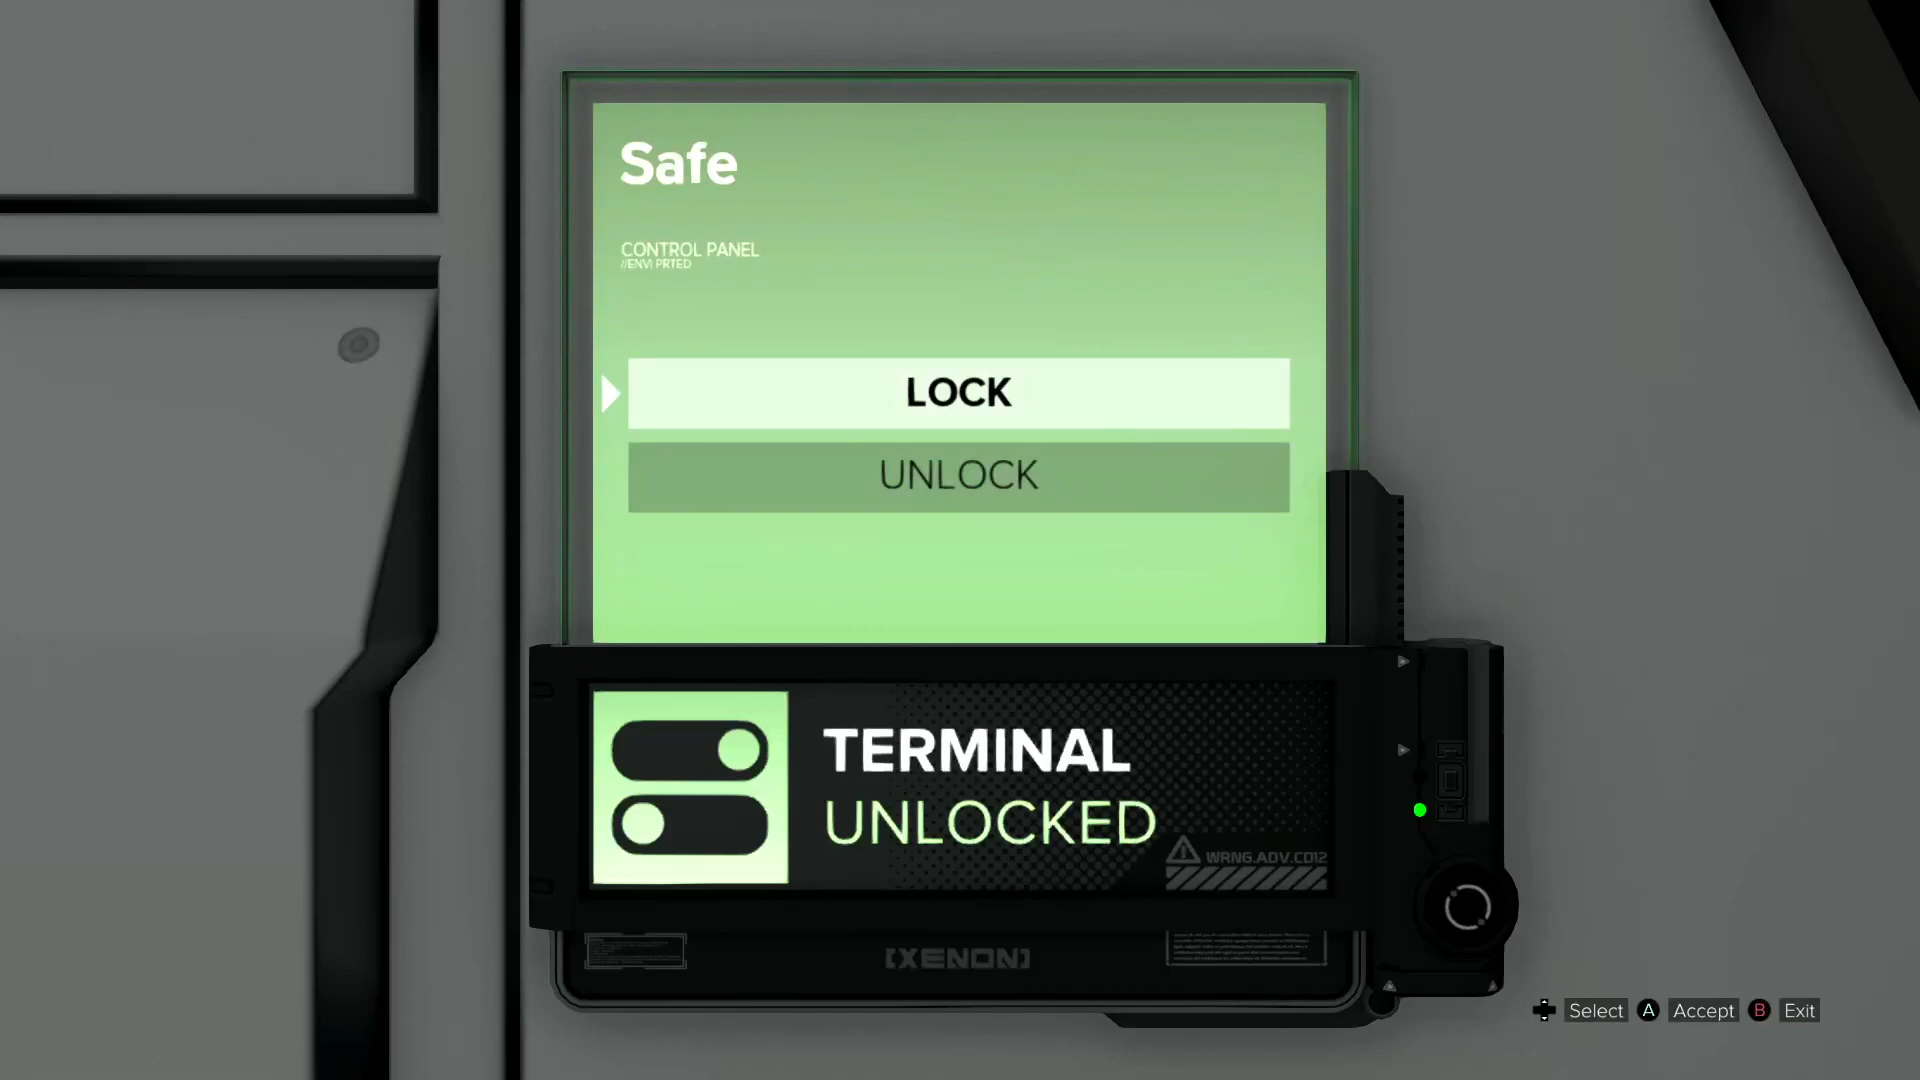 Safe
CONTROL PANEL
//ENVI PRTED
LOCK
UNLOCK
TERMINAL
UNLOCKED
WRNG.ADV.CD12
[XENON]
Select A Accept B Exit